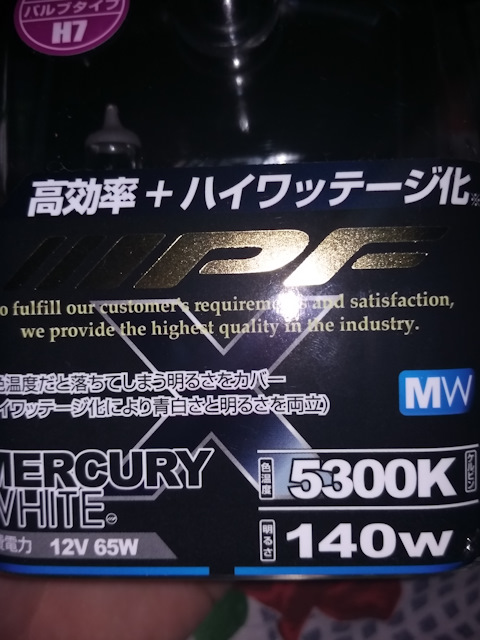 バルブタイプ
H7
高効率+ハイワッテージ化※
IPF
o fulfill our customer's requirements and satisfaction,
we provide the highest quality in the industry.
X
色温度だと落ちてしまう明るさをカバー
イワッテージ化により青白さと明るさを両立)
MW
MERCURY
WHITE
色温度 5300K ケルビン
電力 12V 65W
明るさ 140w